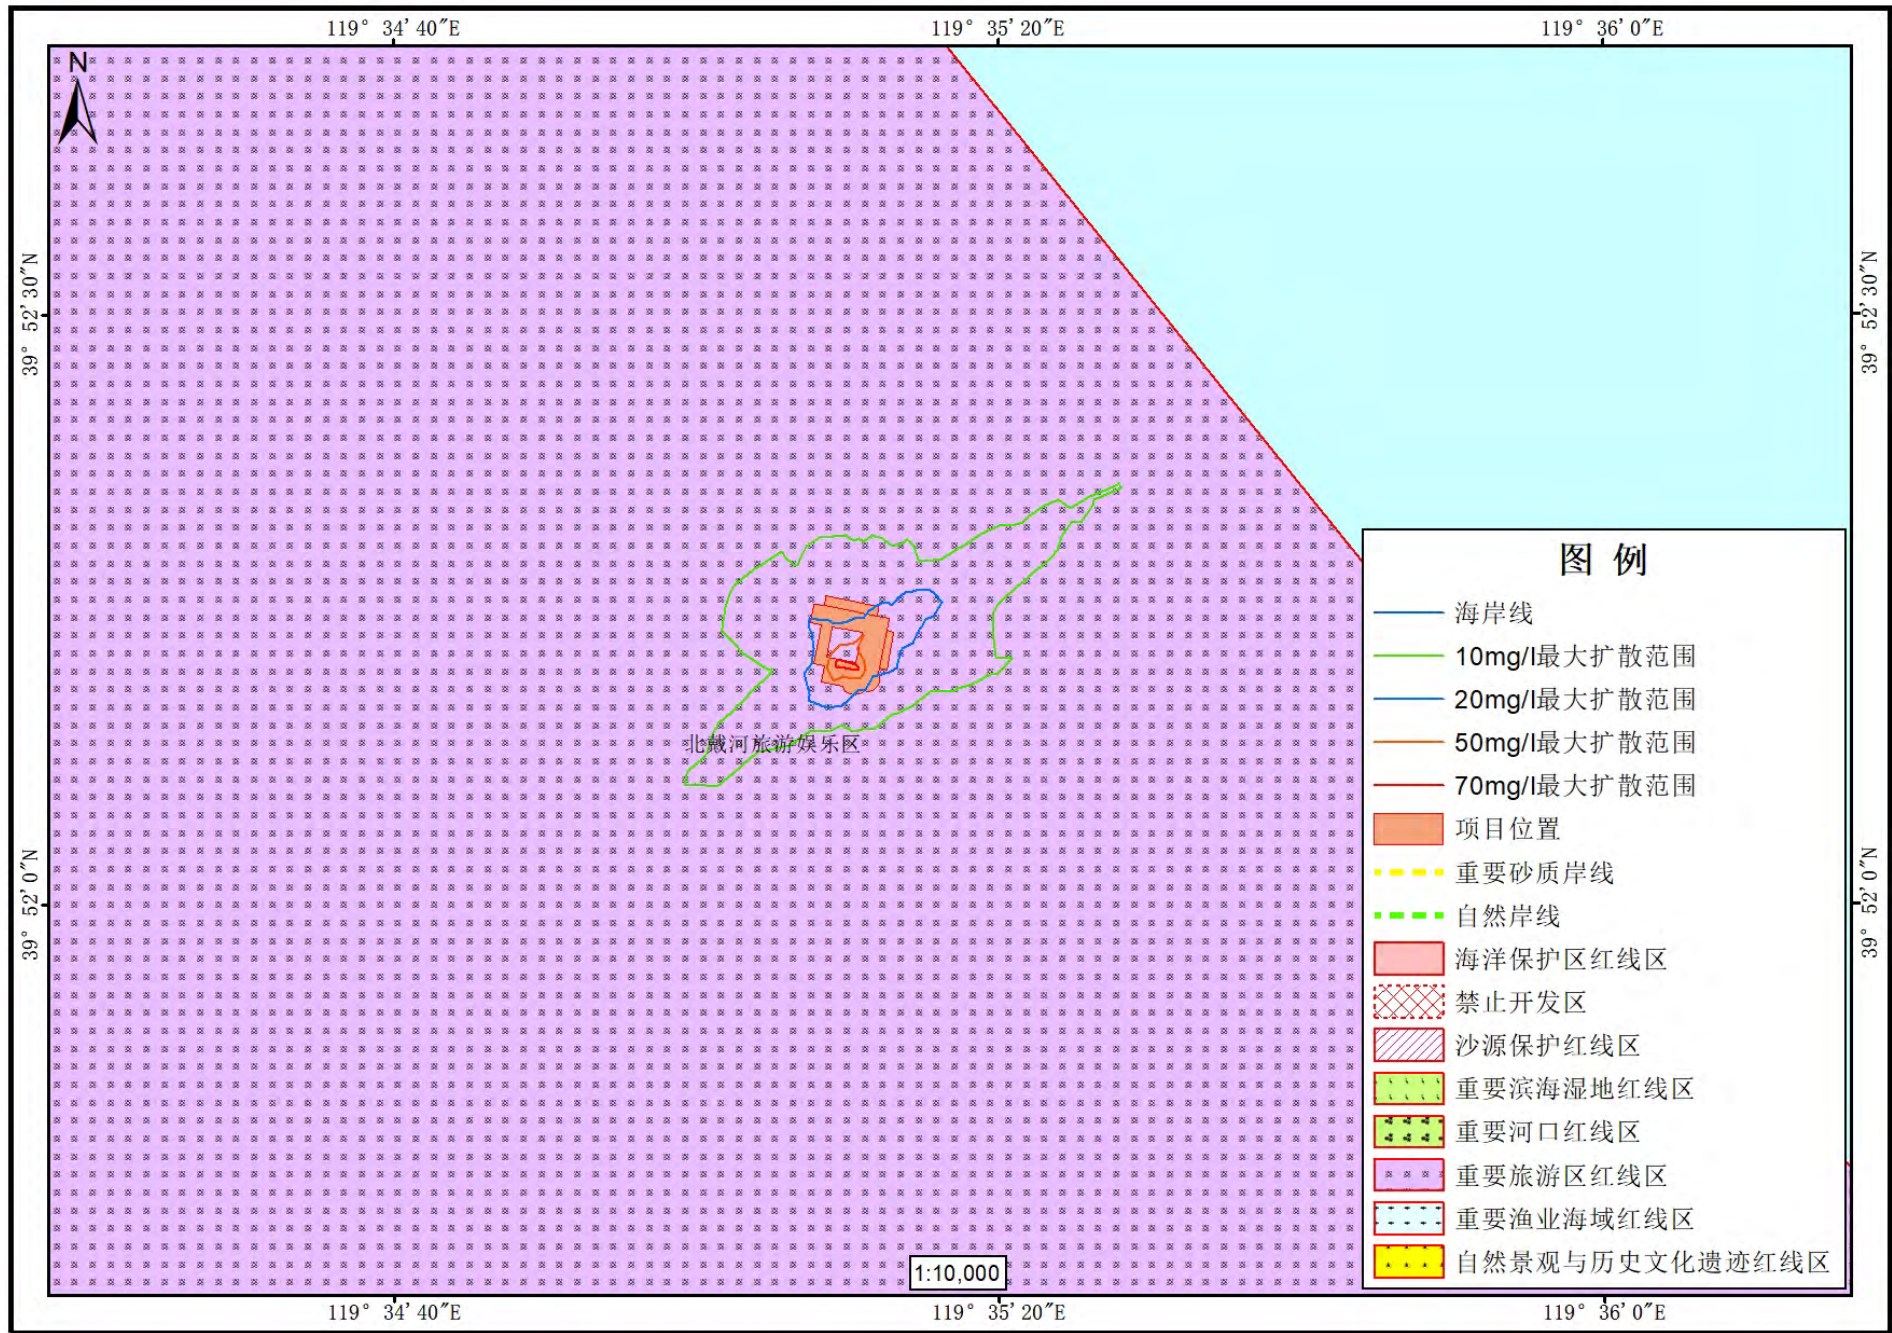 119° 34′40″E
119° 35′20″E
119° 36′0″E
N
39° 52′30″N
39° 52′30″N
北戴河旅游娱乐区
39° 52′0″N
39° 52′0″N
图 例
海岸线
10mg/l最大扩散范围
20mg/l最大扩散范围
50mg/l最大扩散范围
70mg/l最大扩散范围
项目位置
重要砂质岸线
自然岸线
海洋保护区红线区
禁止开发区
沙源保护红线区
重要滨海湿地红线区
重要河口红线区
重要旅游区红线区
重要渔业海域红线区
自然景观与历史文化遗迹红线区
1:10,000
119° 34′40″E
119° 35′20″E
119° 36′0″E